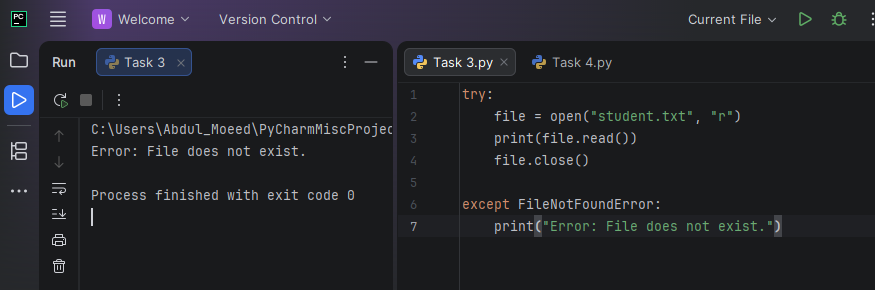 PC
W Welcome Version Control Current File
Run Task 3
C:\Users\Abdul_Moeed\PyCharmMiscProjec
Error: File does not exist.
Process finished with exit code 0
Task 3.py Task 4.py
1 try:
2     file = open("student.txt", "r")
3     print(file.read())
4     file.close()
5
6 except FileNotFoundError:
7     print("Error: File does not exist.")